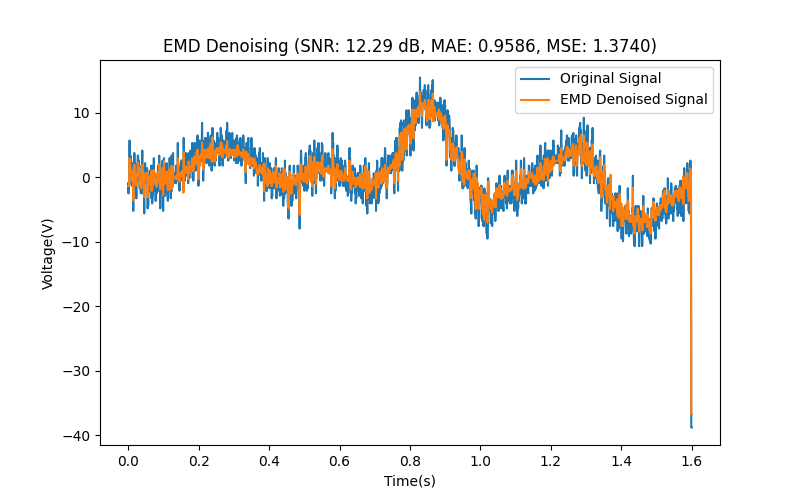 EMD Denoising (SNR: 12.29 dB, MAE: 0.9586, MSE: 1.3740)
Original Signal
EMD Denoised Signal
10
0
−10
−20
−30
−40
Voltage(V)
0.0 0.2 0.4 0.6 0.8 1.0 1.2 1.4 1.6
Time(s)